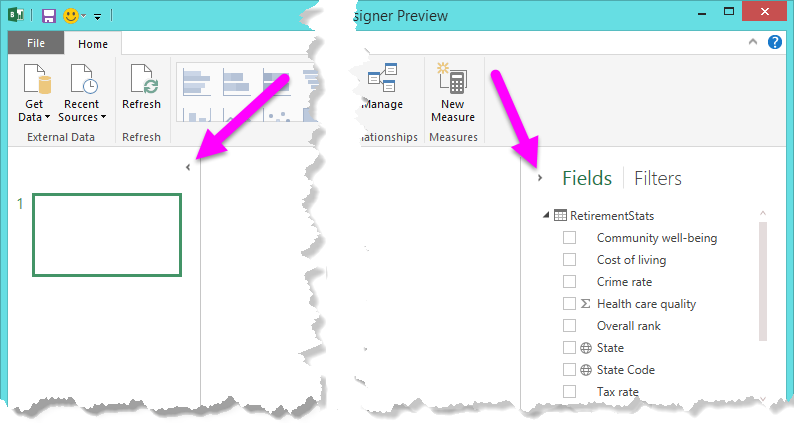 signer Preview
File
Home
Get Data
Recent Sources
Refresh
External Data
Refresh
Manage
New Measure
lationships
Measures
1
Fields
Filters
RetirementStats
Community well-being
Cost of living
Crime rate
Σ Health care quality
Overall rank
State
State Code
Tax rate